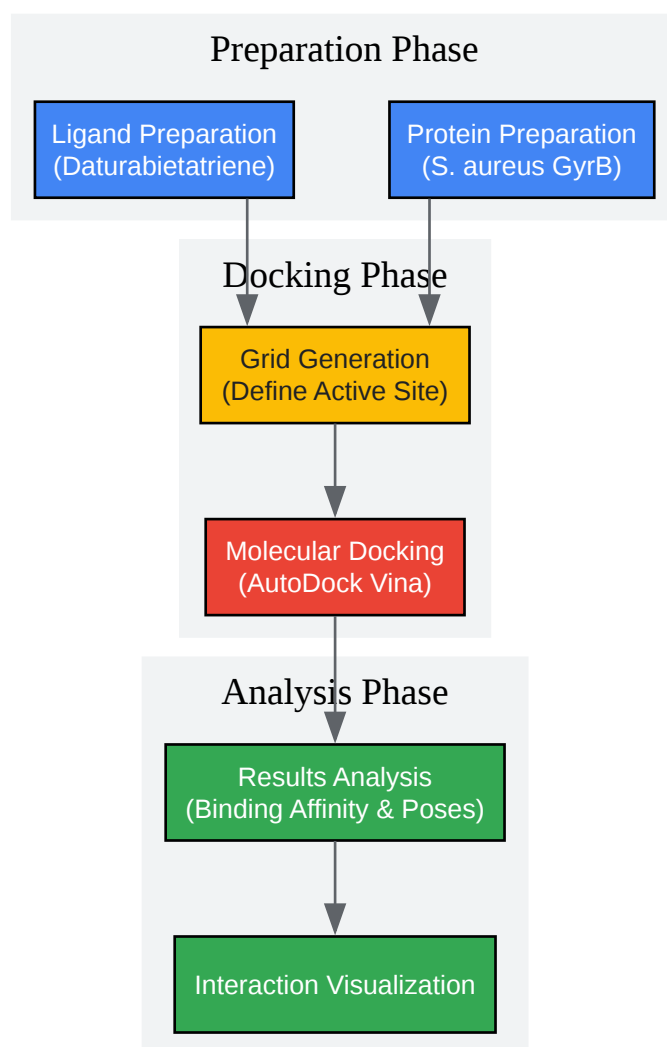 Preparation Phase
Ligand Preparation
(Daturabietatriene)
Protein Preparation
(S. aureus GyrB)
Docking Phase
Grid Generation
(Define Active Site)
Molecular Docking
(AutoDock Vina)
Analysis Phase
Results Analysis
(Binding Affinity & Poses)
Interaction Visualization